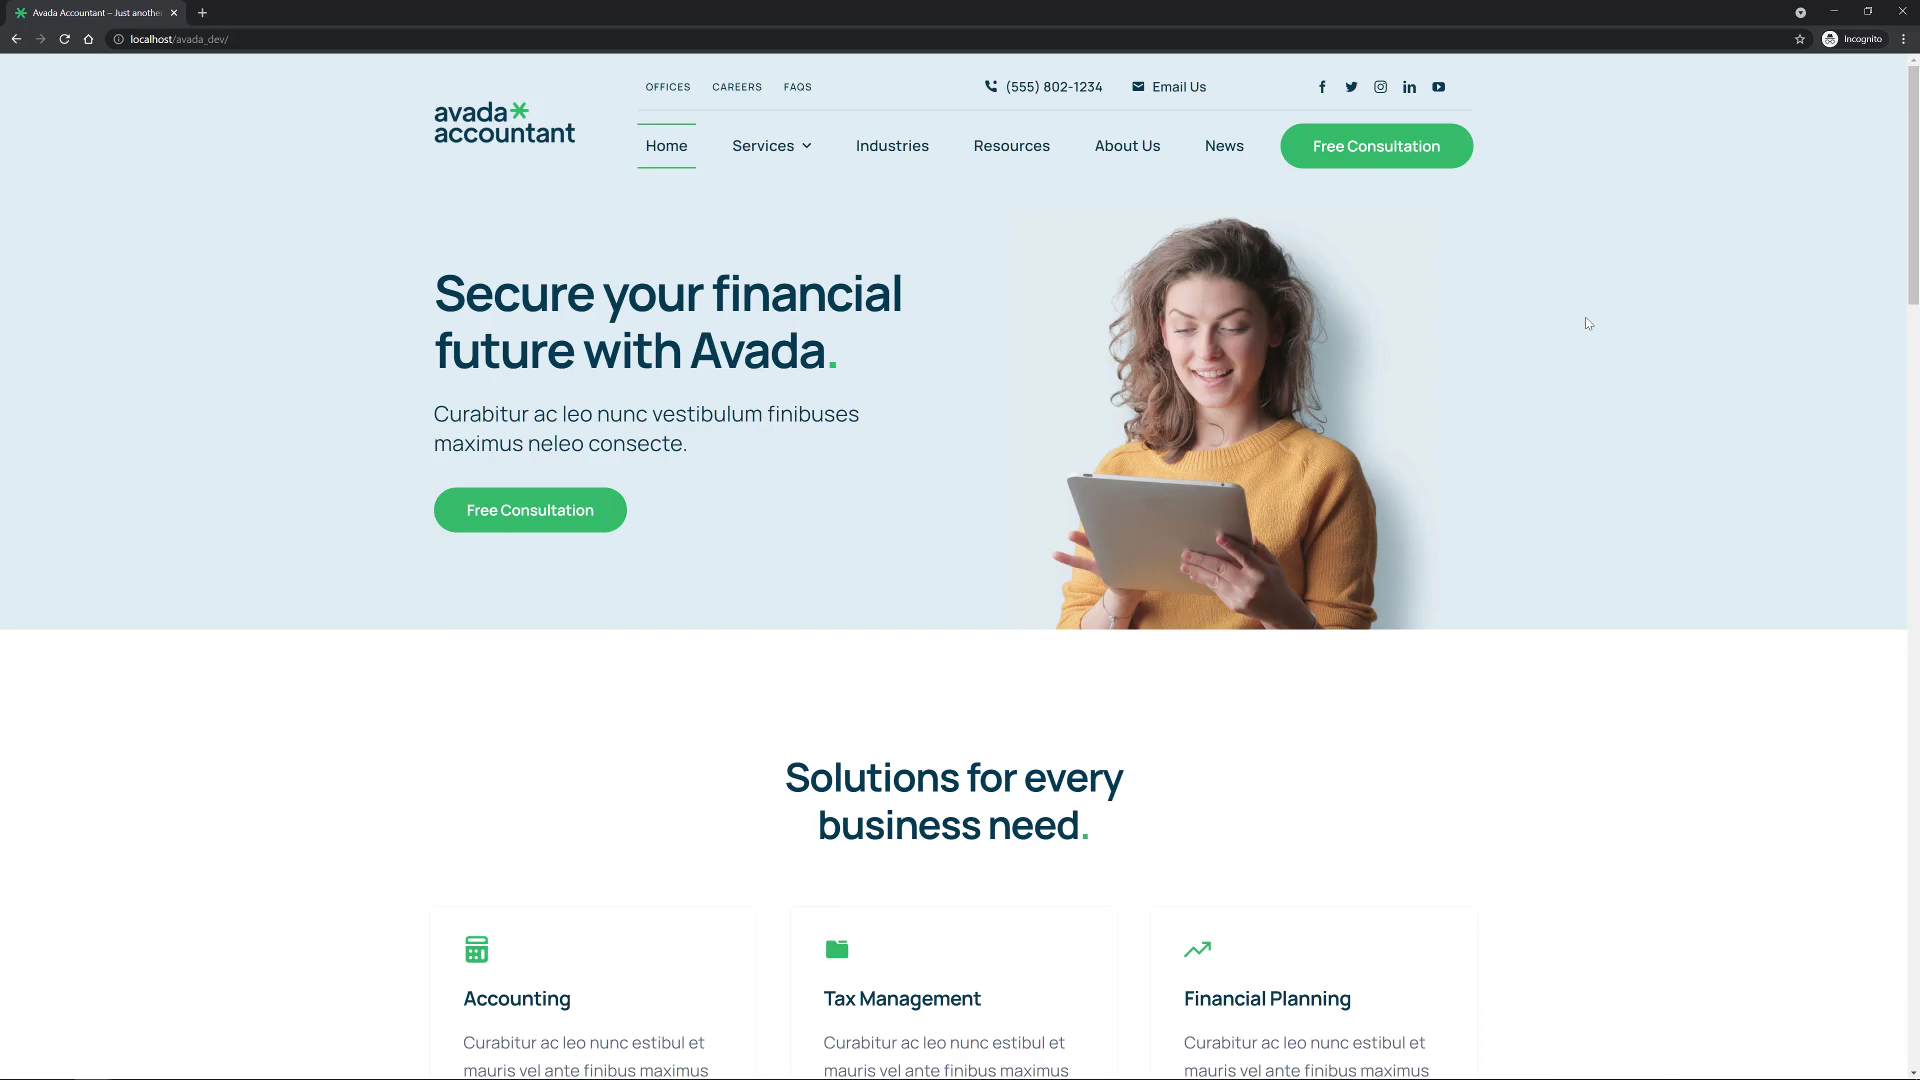 Avada Accountant – Just anothe
localhost/avada_dev/
Incognito
OFFICES CAREERS FAQS (555) 802-1234 Email Us
avada
accountant
Home Services Industries Resources About Us News Free Consultation
Secure your financial
future with Avada.
Curabitur ac leo nunc vestibulum finibuses
maximus neleo consecte.
Free Consultation
Solutions for every
business need.
Accounting
Curabitur ac leo nunc estibul et
mauris vel ante finibus maximus
Tax Management
Curabitur ac leo nunc estibul et
mauris vel ante finibus maximus
Financial Planning
Curabitur ac leo nunc estibul et
mauris vel ante finibus maximus